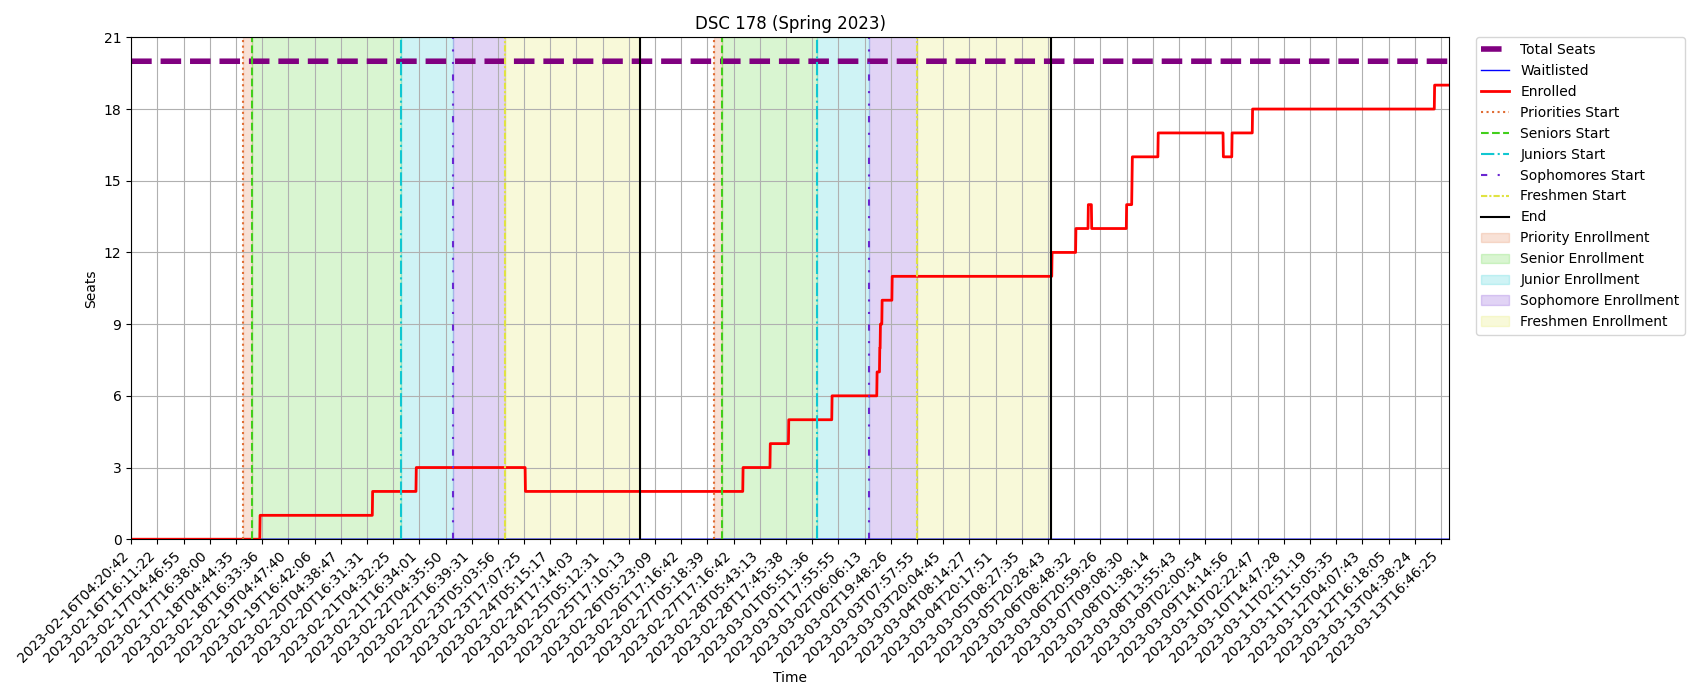 DSC 178 (Spring 2023)
Seats
21
18
15
12
9
6
3
0
2023-02-16T04:20:42
2023-02-16T16:11:22
2023-02-17T04:46:55
2023-02-17T16:38:00
2023-02-18T04:44:35
2023-02-18T16:33:36
2023-02-19T04:47:40
2023-02-19T16:42:06
2023-02-20T04:38:47
2023-02-20T16:31:31
2023-02-21T04:32:25
2023-02-21T16:34:01
2023-02-22T04:35:50
2023-02-22T16:39:31
2023-02-23T05:03:56
2023-02-23T17:07:25
2023-02-24T05:15:17
2023-02-24T17:14:03
2023-02-25T05:12:31
2023-02-25T17:10:13
2023-02-26T05:23:09
2023-02-26T17:16:42
2023-02-27T05:18:39
2023-02-27T17:16:42
2023-02-28T05:43:13
2023-02-28T17:45:38
2023-03-01T05:51:36
2023-03-01T17:55:55
2023-03-02T06:06:13
2023-03-02T19:48:26
2023-03-03T07:57:55
2023-03-03T20:04:45
2023-03-04T08:14:27
2023-03-04T20:17:51
2023-03-05T08:27:35
2023-03-05T20:28:43
2023-03-06T08:48:32
2023-03-06T20:59:26
2023-03-07T09:08:30
2023-03-08T01:38:14
2023-03-08T13:55:43
2023-03-09T02:00:54
2023-03-09T14:14:56
2023-03-10T02:22:47
2023-03-10T14:47:28
2023-03-11T02:51:19
2023-03-11T15:05:35
2023-03-12T04:07:43
2023-03-12T16:18:05
2023-03-13T04:38:24
2023-03-13T16:46:25
Time
Total Seats
Waitlisted
Enrolled
Priorities Start
Seniors Start
Juniors Start
Sophomores Start
Freshmen Start
End
Priority Enrollment
Senior Enrollment
Junior Enrollment
Sophomore Enrollment
Freshmen Enrollment